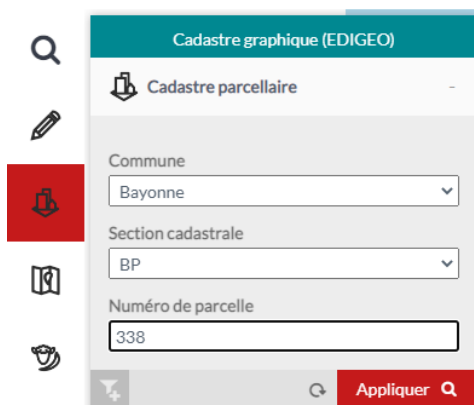 Cadastre graphique (EDIGEO)
Cadastre parcellaire -
Commune
Bayonne
Section cadastrale
BP
Numéro de parcelle
338
Appliquer